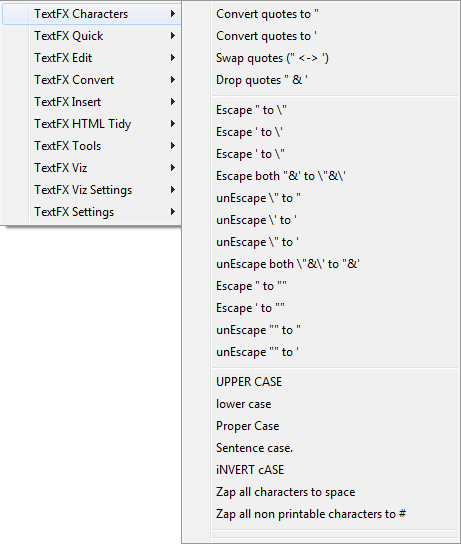 TextFX Characters
TextFX Quick
TextFX Edit
TextFX Convert
TextFX Insert
TextFX HTML Tidy
TextFX Tools
TextFX Viz
TextFX Viz Settings
TextFX Settings
Convert quotes to "
Convert quotes to '
Swap quotes (" <-> ')
Drop quotes " & '
Escape " to \"
Escape ' to \'
Escape ' to \"
Escape both "&' to \"&\'
unEscape \" to "
unEscape \' to '
unEscape \" to '
unEscape both \"&\' to "&'
Escape " to ""
Escape ' to ""
unEscape "" to "
unEscape "" to '
UPPER CASE
lower case
Proper Case
Sentence case.
iNVERT cASE
Zap all characters to space
Zap all non printable characters to #